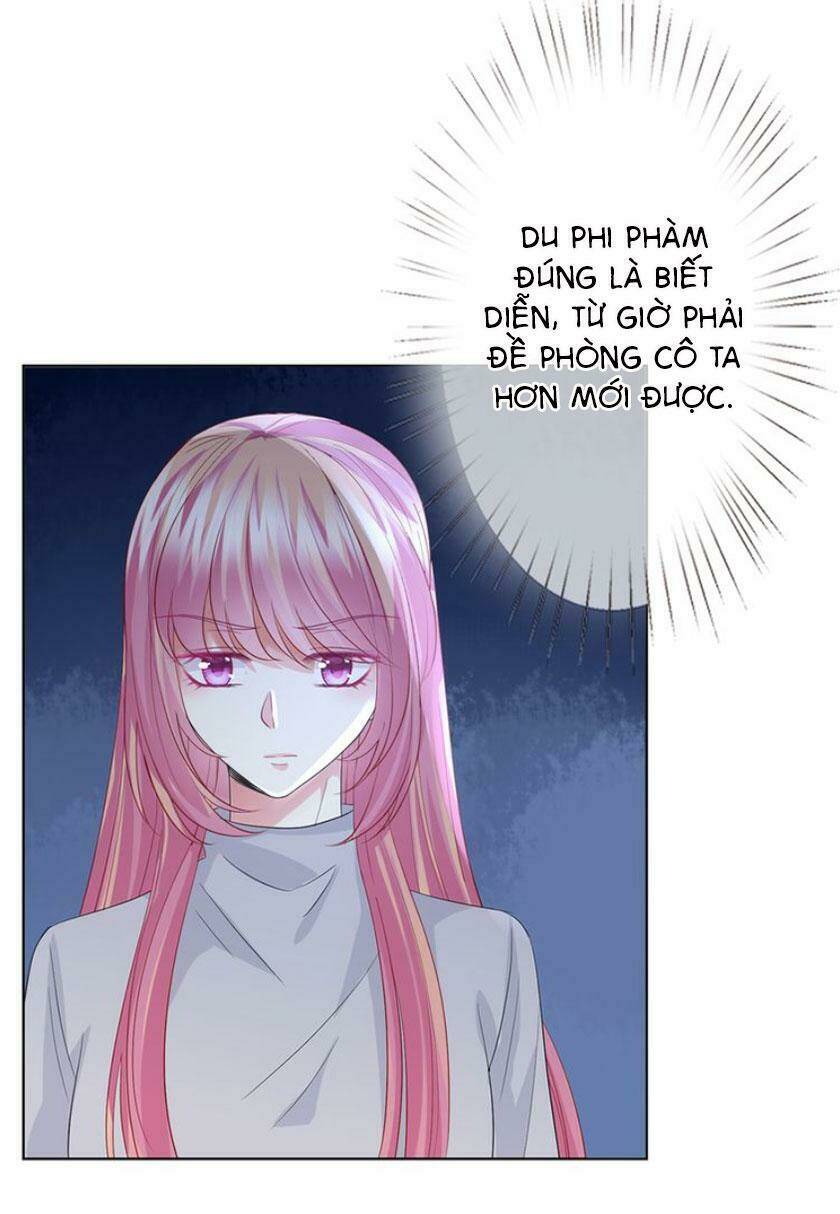 DU PHI PHÀM
ĐÚNG LÀ BIẾT
DIỄN, TỪ GIỜ PHẢI
ĐỀ PHÒNG CÔ TA
HƠN MỚI ĐƯỢC.